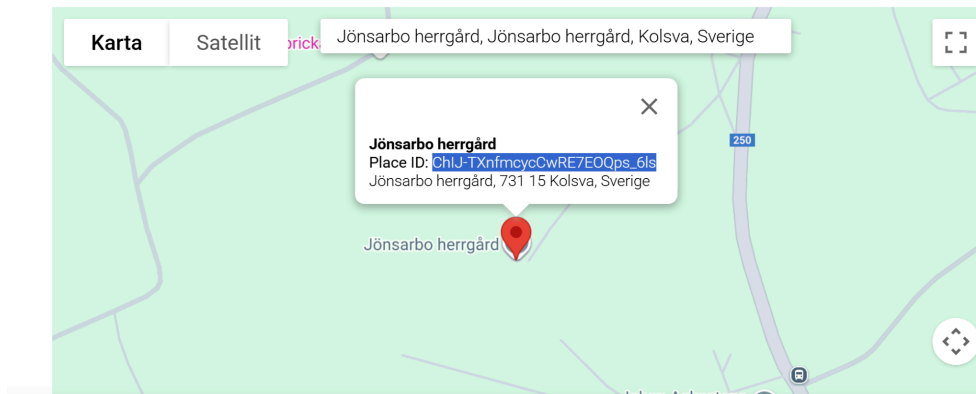 Karta
Satellit
Jönsarbo herrgård, Jönsarbo herrgård, Kolsva, Sverige
Jönsarbo herrgård
Place ID: ChIJ-TXnfmcycCwRE7EOQps_6ls
Jönsarbo herrgård, 731 15 Kolsva, Sverige
250
Jönsarbo herrgård